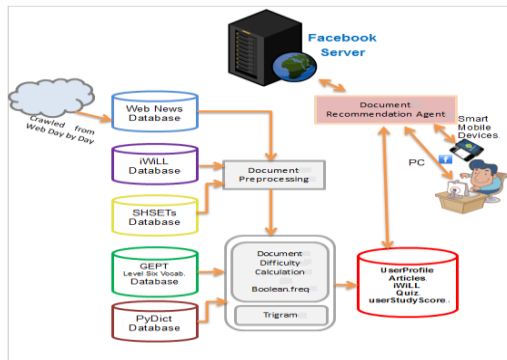 Facebook
Server
Crawled from
Web Day by Day
Web News
Database
Document
Recommendation Agent
Smart
Mobile
Devices.
PC
f
iWiLL
Database
Document
Preprocessing
SHSETs
Database
GEPT
Level Six Vocab.
Database
Document
Difficulty
Calculation
Boolean.freq
Trigram
UserProfile
Articles.
iWiLL
Quiz
userStudyScore.
PyDict
Database